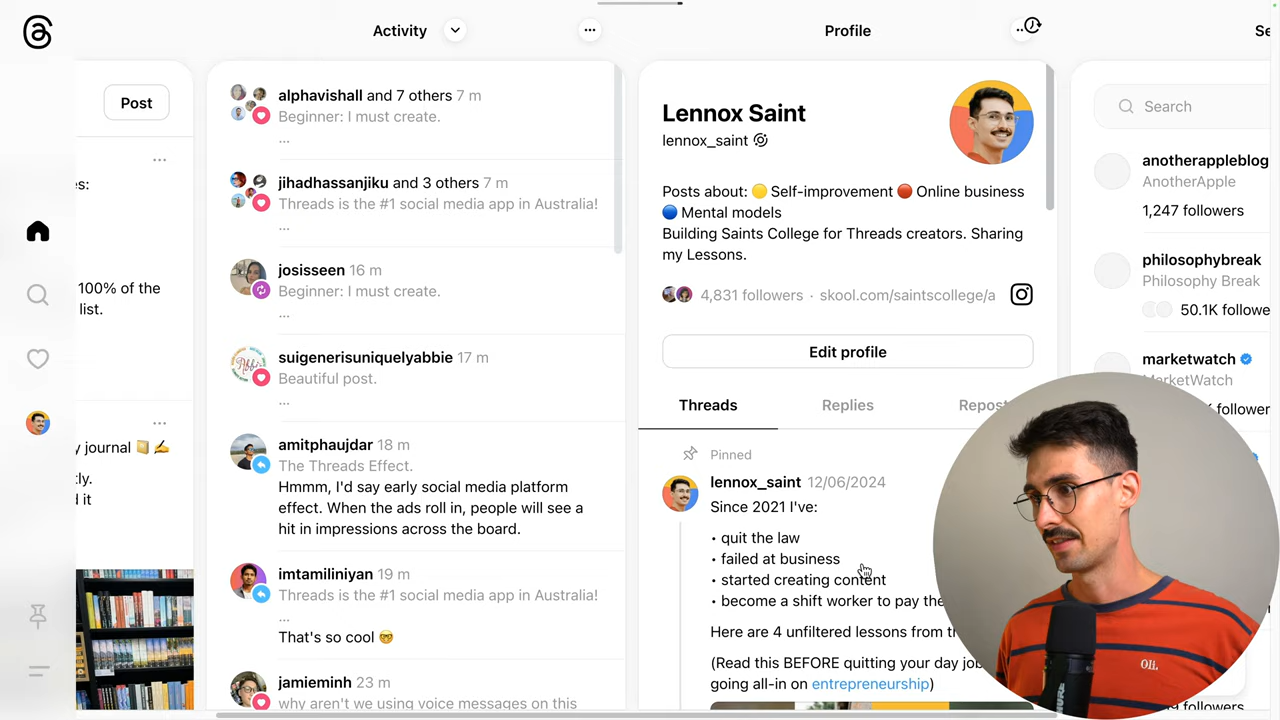 Activity
Profile
Se
Post
es:
100% of the
list.
y journal 📔✍️
tly.
d it
alphavishall and 7 others 7 m
Beginner: I must create.
...
jihadhassanjiku and 3 others 7 m
Threads is the #1 social media app in Australia!
...
josisseen 16 m
Beginner: I must create.
...
suigenerisuniquelyabbie 17 m
Beautiful post.
...
amitphaujdar 18 m
The Threads Effect.
Hmmm, I'd say early social media platform
effect. When the ads roll in, people will see a
hit in impressions across the board.
imtamiliniyan 19 m
Threads is the #1 social media app in Australia!
...
That's so cool 🤓
jamieminh 23 m
why aren't we using voice messages on this
Lennox Saint
lennox_saint
Posts about: 🟡 Self-improvement 🔴 Online business
🔵 Mental models
Building Saints College for Threads creators. Sharing
my Lessons.
4,831 followers · skool.com/saintscollege/a
Edit profile
Threads
Replies
Repos
Pinned
lennox_saint 12/06/2024
Since 2021 I've:
• quit the law
• failed at business
• started creating content
• become a shift worker to pay the
Here are 4 unfiltered lessons from t
(Read this BEFORE quitting your day jo
going all-in on entrepreneurship)
Search
anotherappleblog
AnotherApple
1,247 followers
philosophybreak
Philosophy Break
50.1K followe
marketwatch
MarketWatch
follower
followers
Oli.